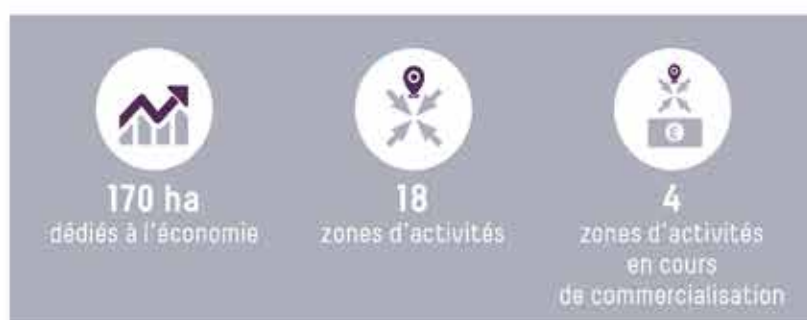 170 ha
dédiés à l'économie
18
zones d'activités
€
4
zones d'activités
en cours
de commercialisation